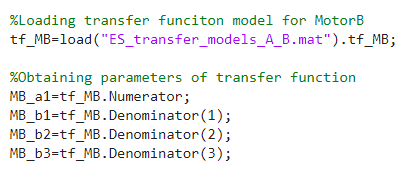 %Loading transfer funciton model for MotorB
tf_MB=load("ES_transfer_models_A_B.mat").tf_MB;
%Obtaining parameters of transfer function
MB_a1=tf_MB.Numerator;
MB_b1=tf_MB.Denominator(1);
MB_b2=tf_MB.Denominator(2);
MB_b3=tf_MB.Denominator(3);